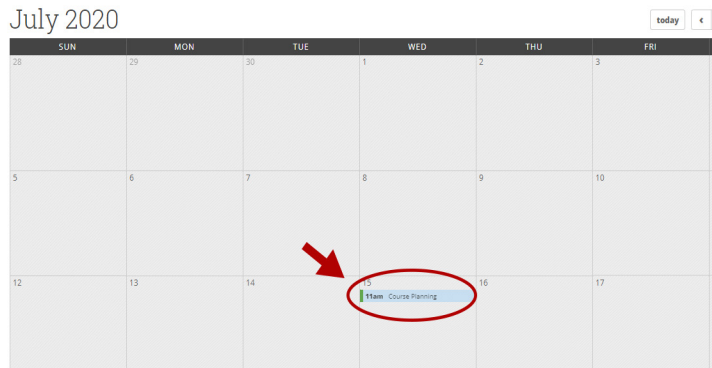 July 2020
today
SUN MON TUE WED THU FRI
28 29 30 1 2 3
5 6 7 8 9 10
12 13 14 15 16 17
11am Course Planning